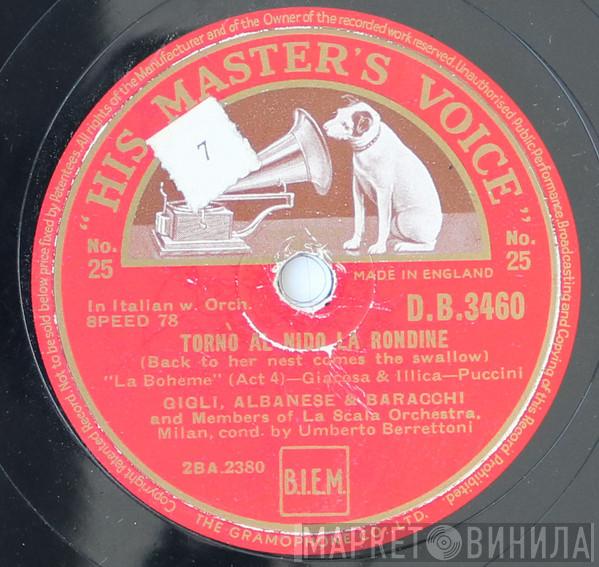 All rights of the Manufacturer and of the Owner of the recorded work reserved. Unauthorised Public Performance, Broadcasting and Copying of this Record Prohibited.
Copyright Patented Record Not to be sold below price fixed by Patentees.
"HIS MASTER'S VOICE"
7
No.
25
No.
25
MADE IN ENGLAND
In Italian w. Orch.
SPEED 78
D.B.3460
TORNÒ AL NIDO LA RONDINE
(Back to her nest comes the swallow)
"La Boheme" (Act 4)—Giacosa & Illica—Puccini
GIGLI, ALBANESE & BARACCHI
and Members of La Scala Orchestra,
Milan, cond. by Umberto Berrettoni
2BA.2380
B.I.E.M.
THE GRAMOPHONE CO., LTD.
МАРКЕТ ВИНИЛА